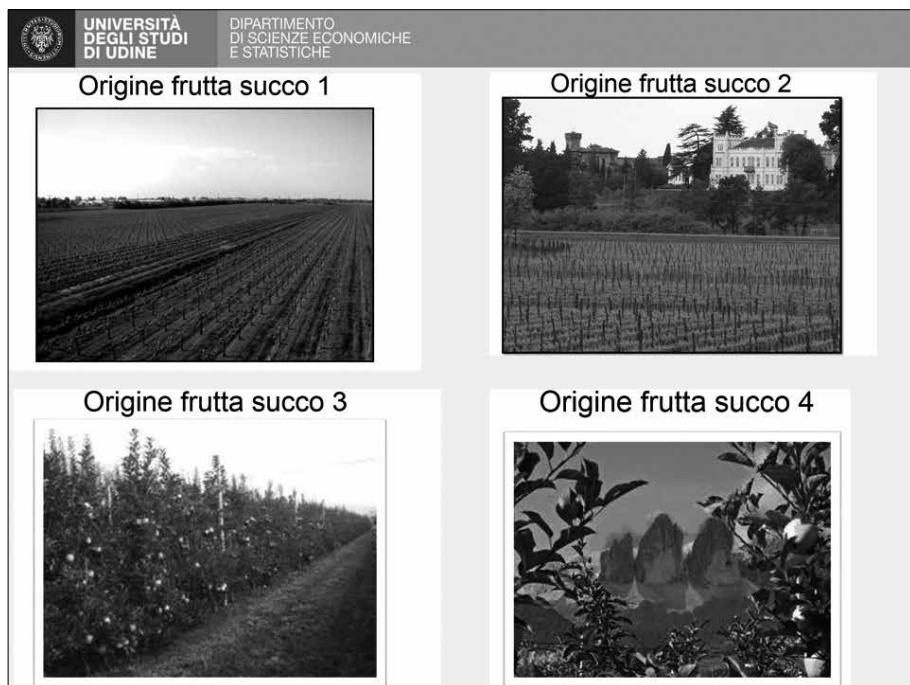 UNIVERSITÀ
DEGLI STUDI
DI UDINE
DIPARTIMENTO
DI SCIENZE ECONOMICHE
E STATISTICHE
Origine frutta succo 1
Origine frutta succo 2
Origine frutta succo 3
Origine frutta succo 4